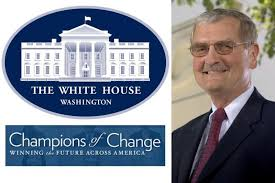 THE WHITE HOUSE
WASHINGTON
Champions of Change
WINNING the FUTURE ACROSS AMERICA